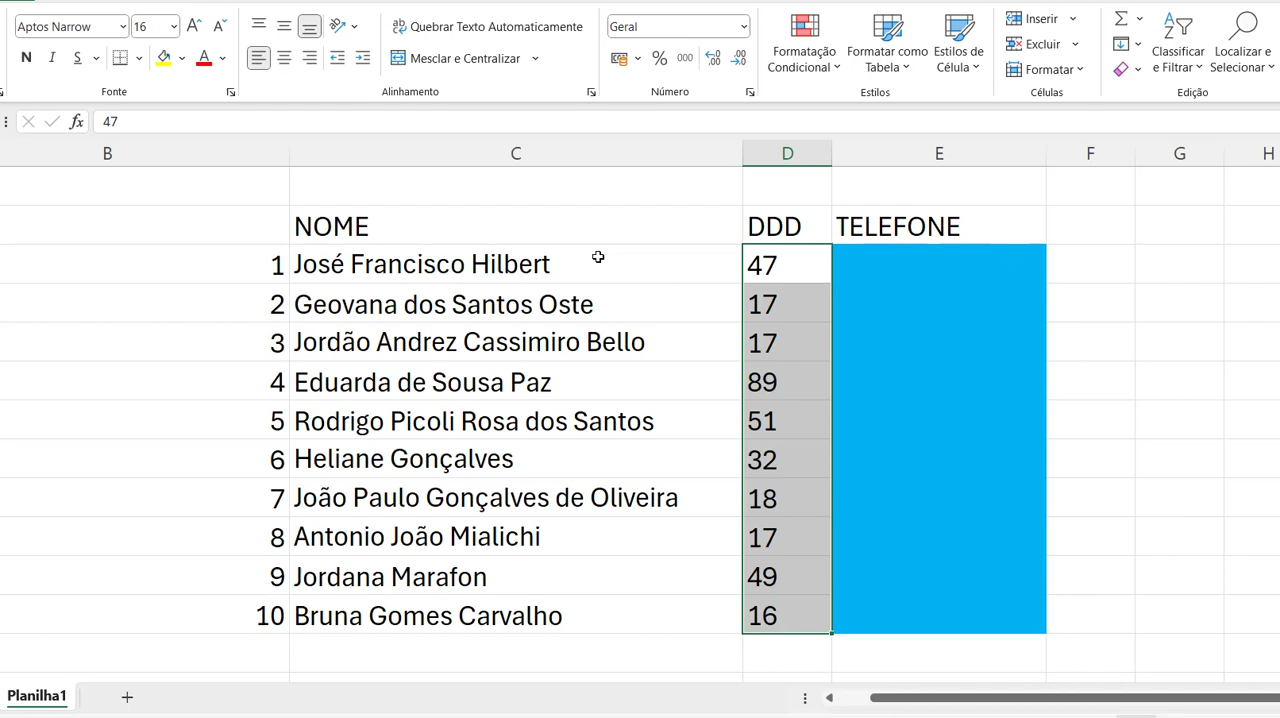 Aptos Narrow 16 Quebrar Texto Automaticamente Geral Inserir
N I S A Mesclar e Centralizar % 000 Formatação Condicional Formatar como Tabela Estilos de Célula Excluir Classificar e Filtrar Localizar e Selecionar
Formatar
Fonte Alinhamento Número Estilos Células Edição
fx 47
B C D E F G H
NOME DDD TELEFONE
1 José Francisco Hilbert 47
2 Geovana dos Santos Oste 17
3 Jordão Andrez Cassimiro Bello 17
4 Eduarda de Sousa Paz 89
5 Rodrigo Picoli Rosa dos Santos 51
6 Heliane Gonçalves 32
7 João Paulo Gonçalves de Oliveira 18
8 Antonio João Mialichi 17
9 Jordana Marafon 49
10 Bruna Gomes Carvalho 16
Planilha1